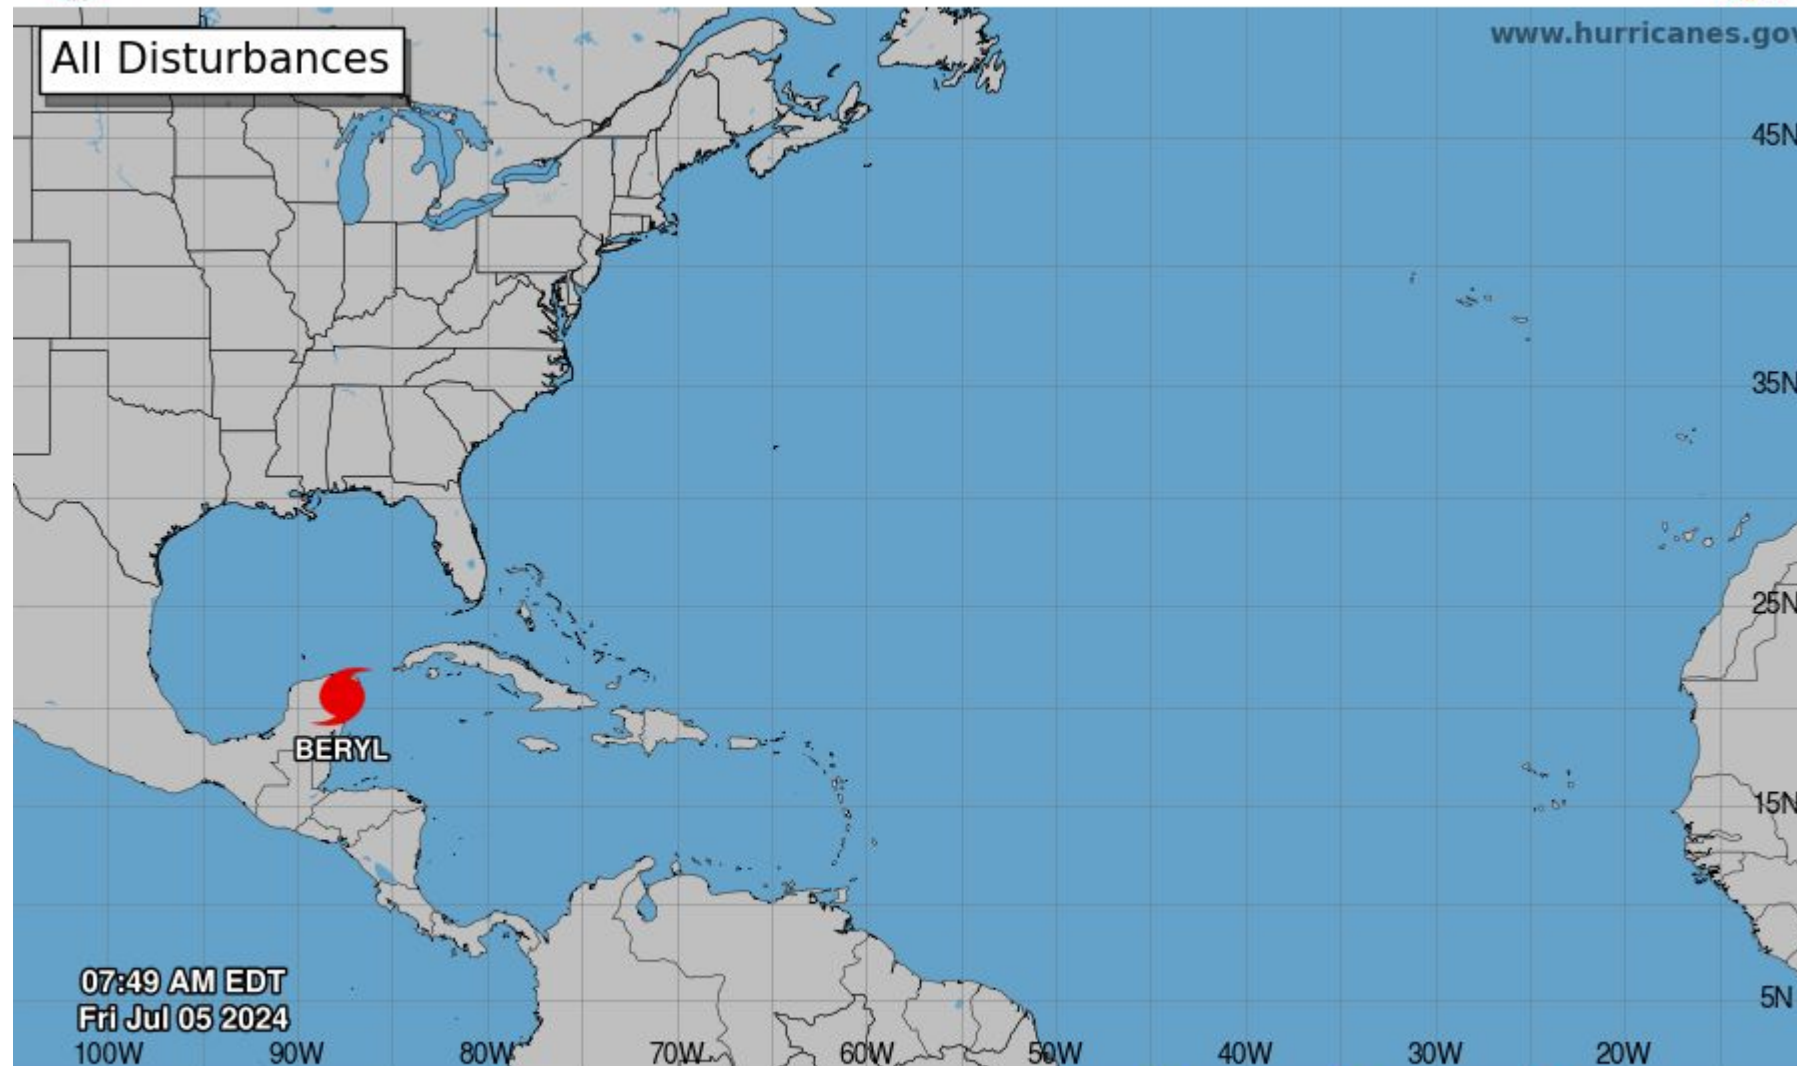 All Disturbances
www.hurricanes.gov
45N
35N
25N
BERYL
15N
07:49 AM EDT
5N
Fri Jul 05 2024
100W 90W 80W 70W 60W 50W 40W 30W 20W